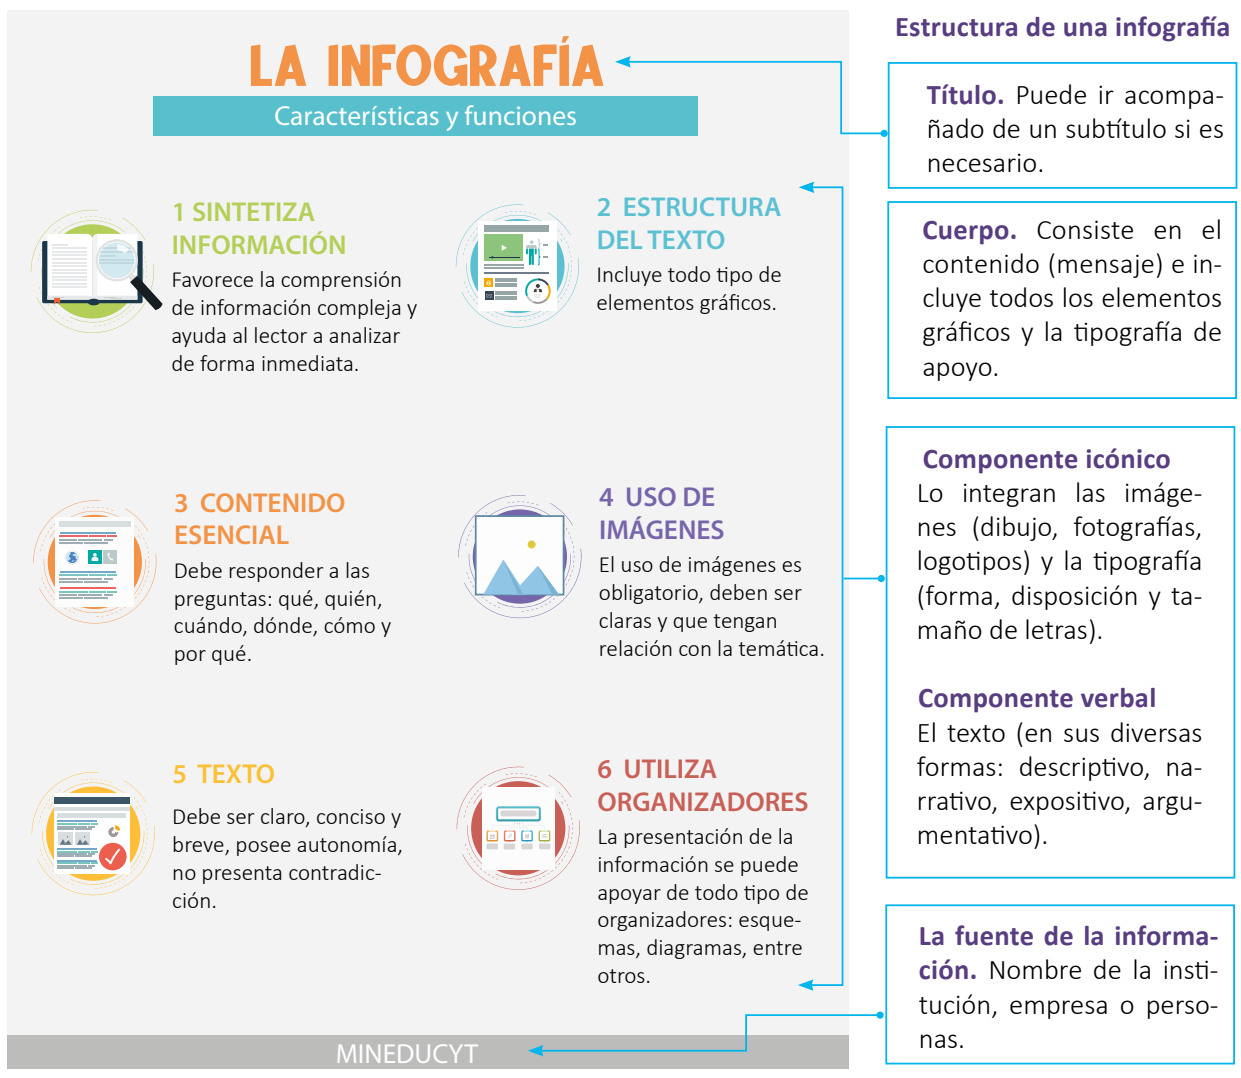 LA INFOGRAFÍA
Características y funciones
1 SINTETIZA
INFORMACIÓN
Favorece la comprensión
de información compleja y
ayuda al lector a analizar
de forma inmediata.
2 ESTRUCTURA
DEL TEXTO
Incluye todo tipo de
elementos gráficos.
3 CONTENIDO
ESENCIAL
Debe responder a las
preguntas: qué, quién,
cuándo, dónde, cómo y
por qué.
4 USO DE
IMÁGENES
El uso de imágenes es
obligatorio, deben ser
claras y que tengan
relación con la temática.
5 TEXTO
Debe ser claro, conciso y
breve, posee autonomía,
no presenta contradic-
ción.
6 UTILIZA
ORGANIZADORES
La presentación de la
información se puede
apoyar de todo tipo de
organizadores: esque-
mas, diagramas, entre
otros.
MINEDUCYT
Estructura de una infografía
Título. Puede ir acompa-
ñado de un subtítulo si es
necesario.
Cuerpo. Consiste en el
contenido (mensaje) e in-
cluye todos los elementos
gráficos y la tipografía de
apoyo.
Componente icónico
Lo integran las imáge-
nes (dibujo, fotografías,
logotipos) y la tipografía
(forma, disposición y ta-
maño de letras).
Componente verbal
El texto (en sus diversas
formas: descriptivo, na-
rrativo, expositivo, argu-
mentativo).
La fuente de la informa-
ción. Nombre de la insti-
tución, empresa o perso-
nas.